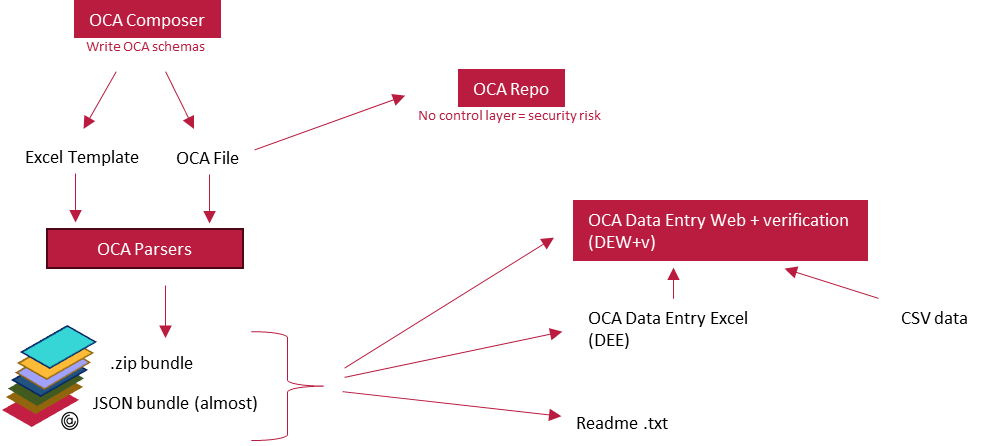 OCA Composer
Write OCA schemas
OCA Repo
No control layer = security risk
Excel Template
OCA File
OCA Parsers
OCA Data Entry Web + verification
(DEW+v)
OCA Data Entry Excel
(DEE)
CSV data
.zip bundle
JSON bundle (almost)
@
Readme .txt